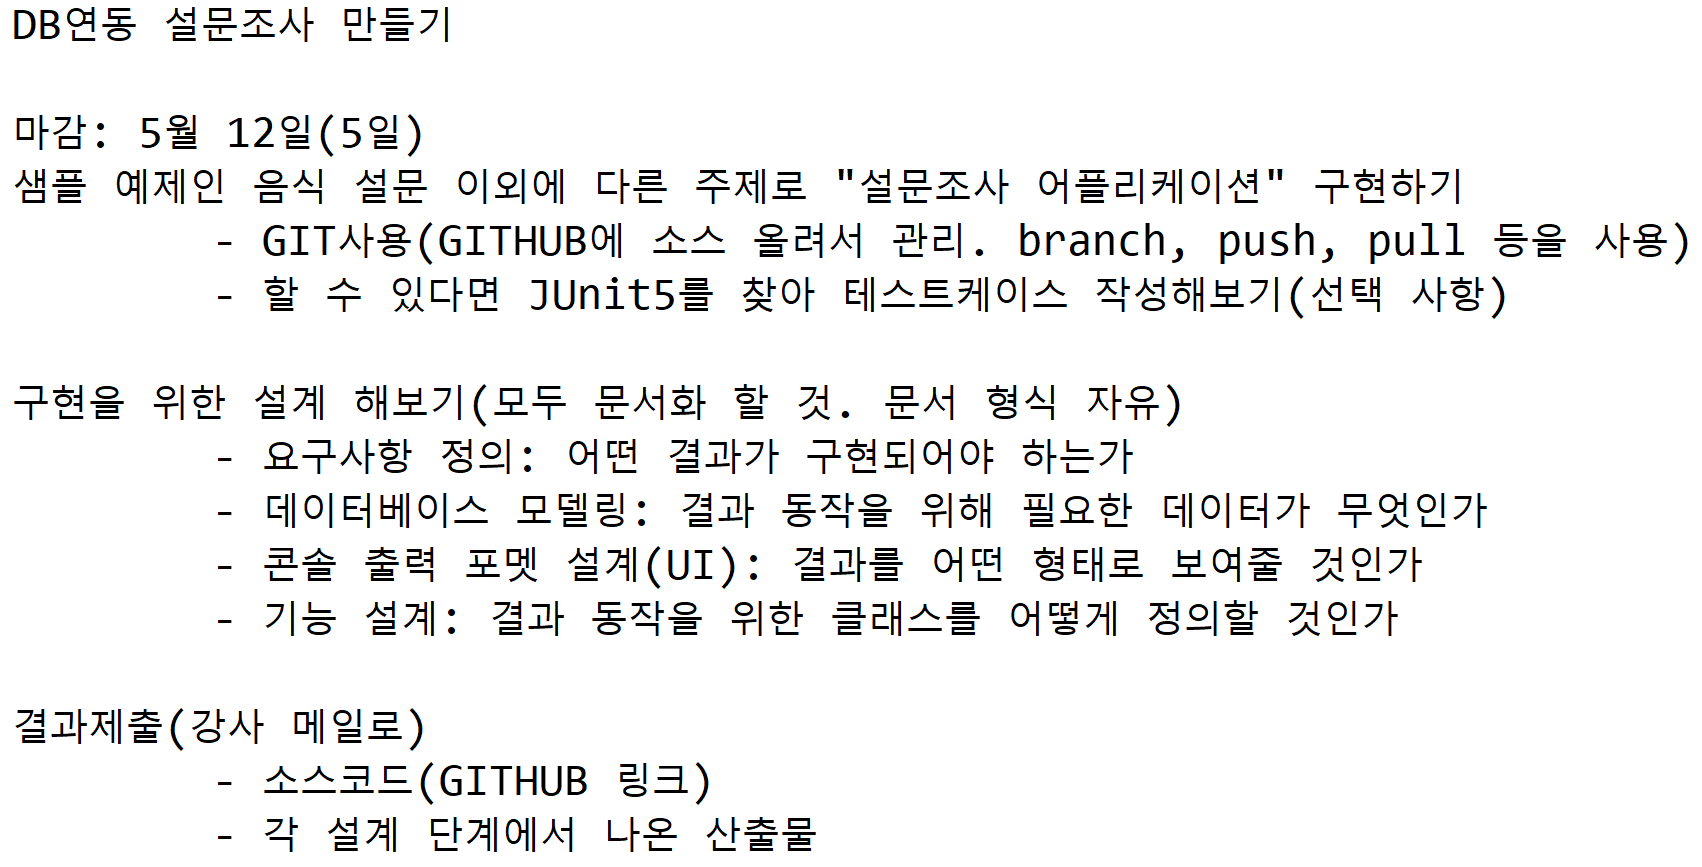 DB연동 설문조사 만들기
마감: 5월 12일(5일)
샘플 예제인 음식 설문 이외에 다른 주제로 "설문조사 어플리케이션" 구현하기
- GIT사용(GITHUB에 소스 올려서 관리. branch, push, pull 등을 사용)
- 할 수 있다면 JUnit5를 찾아 테스트케이스 작성해보기(선택 사항)
구현을 위한 설계 해보기(모두 문서화 할 것. 문서 형식 자유)
- 요구사항 정의: 어떤 결과가 구현되어야 하는가
- 데이터베이스 모델링: 결과 동작을 위해 필요한 데이터가 무엇인가
- 콘솔 출력 포멧 설계(UI): 결과를 어떤 형태로 보여줄 것인가
- 기능 설계: 결과 동작을 위한 클래스를 어떻게 정의할 것인가
결과제출(강사 메일로)
- 소스코드(GITHUB 링크)
- 각 설계 단계에서 나온 산출물